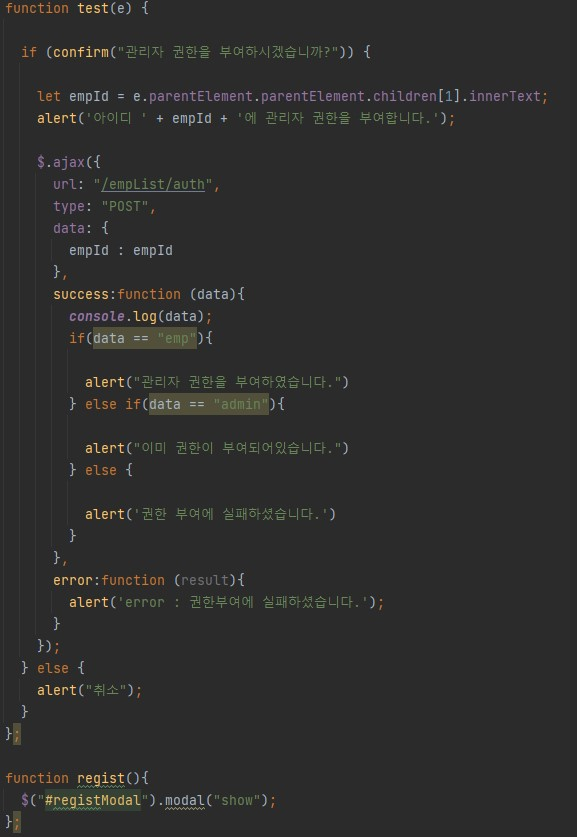 function test(e) {
if (confirm("관리자 권한을 부여하시겠습니까?")) {
let empId = e.parentElement.parentElement.children[1].innerText;
alert('아이디 ' + empId + '에 관리자 권한을 부여합니다.');
$.ajax({
url: "/empList/auth",
type: "POST",
data: {
empId : empId
},
success:function (data){
console.log(data);
if(data == "emp"){
alert("관리자 권한을 부여하였습니다.")
} else if(data == "admin"){
alert("이미 권한이 부여되어있습니다.")
} else {
alert('권한 부여에 실패하셨습니다.')
}
},
error:function (result){
alert('error : 권한부여에 실패하셨습니다.');
}
});
} else {
alert("취소");
}
};
function regist(){
$("#registModal").modal("show");
};